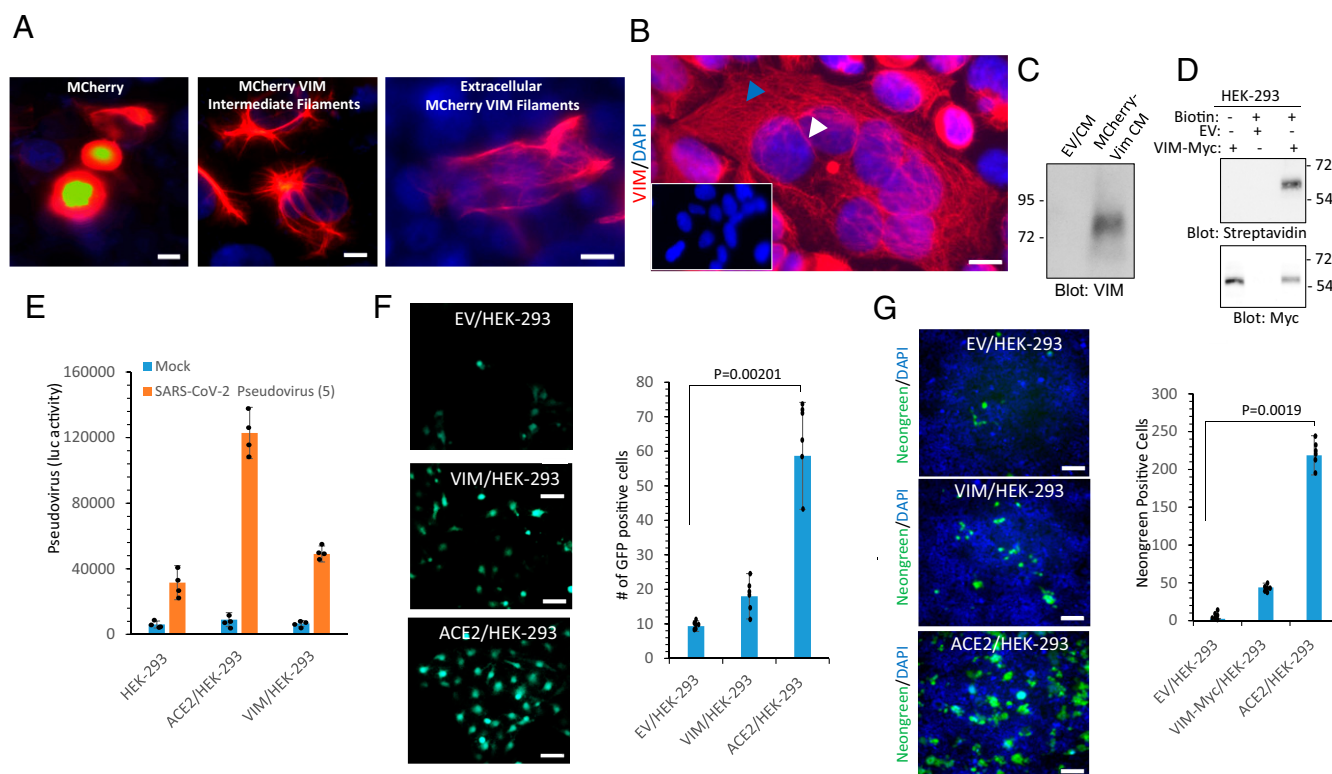 A
MCherry
MCherry VIM
Intermediate Filaments
Extracellular
MCherry VIM Filaments
B
VIM/DAPI
C
EV/CM
MCherry-
Vim CM
95 -
72 -
Blot: VIM
D
HEK-293
Biotin: - + +
EV: - + -
VIM-Myc: + - +
- 72
- 54
Blot: Streptavidin
- 72
- 54
Blot: Myc
E
Mock
SARS-CoV-2 Pseudovirus (5)
Pseudovirus (luc activity)
160000
120000
80000
40000
0
HEK-293
ACE2/HEK-293
VIM/HEK-293
F
EV/HEK-293
VIM/HEK-293
ACE2/HEK-293
# of GFP positive cells
80
70
60
50
40
30
20
10
0
P=0.00201
EV/HEK-293
VIM/HEK-293
ACE2/HEK-293
G
Neongreen/DAPI
EV/HEK-293
Neongreen/DAPI
VIM/HEK-293
Neongreen/DAPI
ACE2/HEK-293
Neongreen Positive Cells
300
250
200
150
100
50
0
P=0.0019
EV/HEK-293
VIM-Myc/HEK-293
ACE2/HEK-293